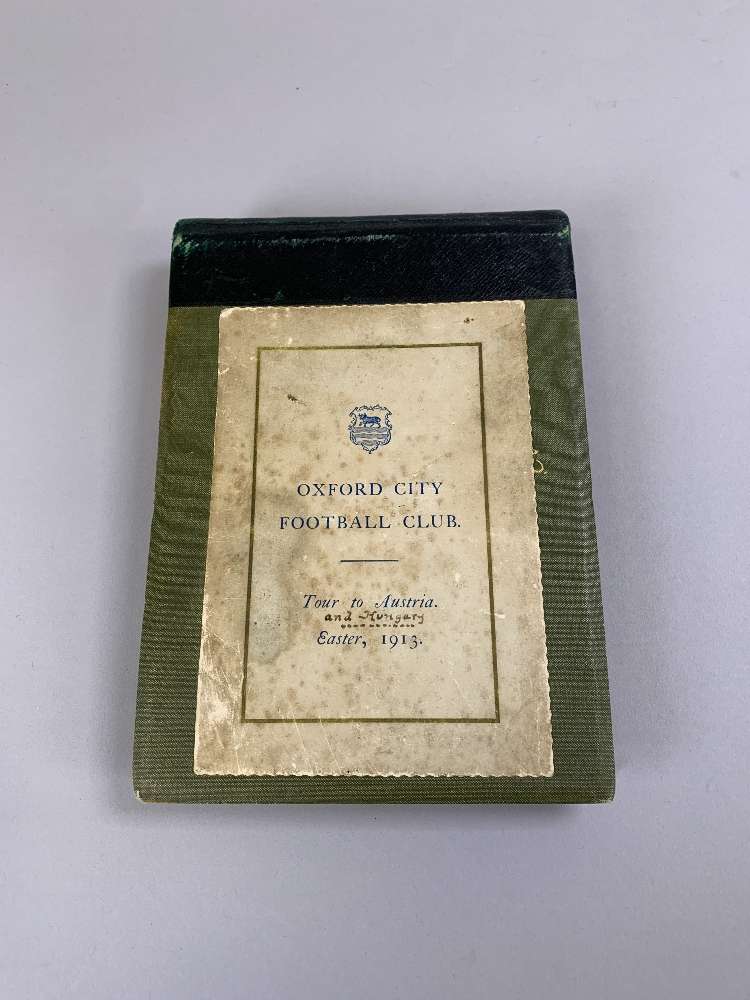 OXFORD CITY
FOOTBALL CLUB.
Tour to Austria.
and Hungary
Easter, 1913.